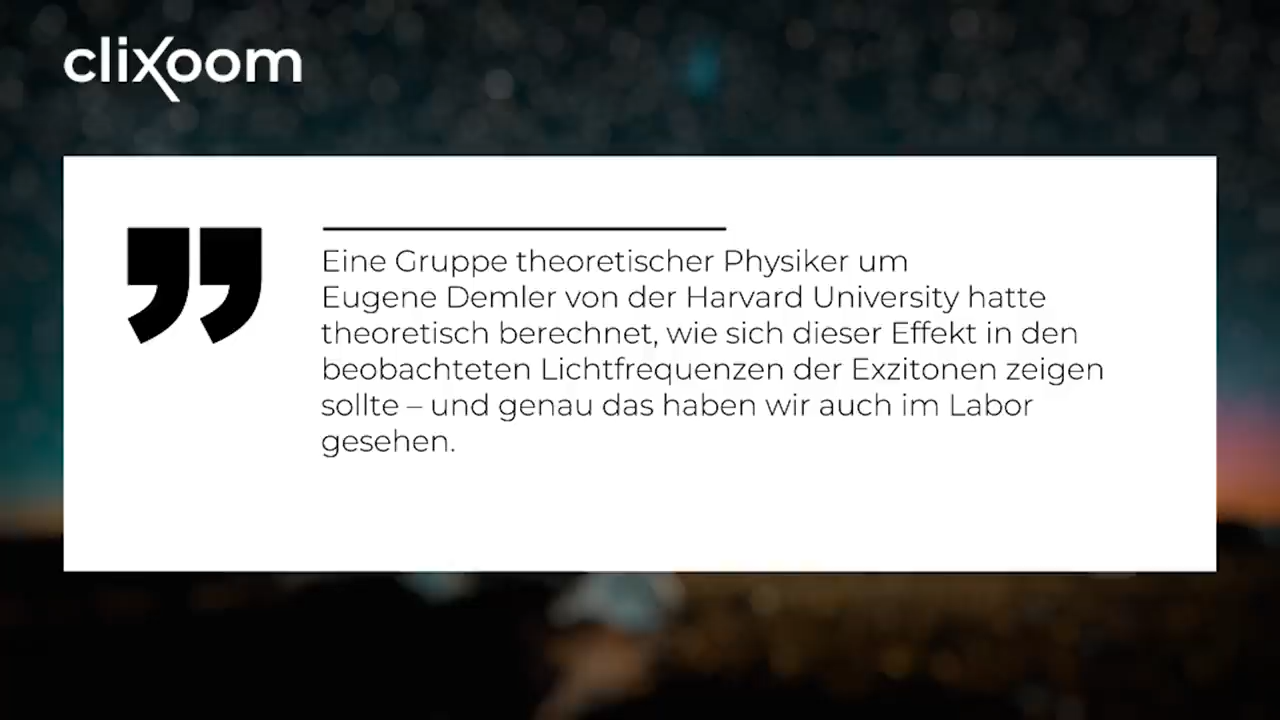 clixoom
Eine Gruppe theoretischer Physiker um
Eugene Demler von der Harvard University hatte
theoretisch berechnet, wie sich dieser Effekt in den
beobachteten Lichtfrequenzen der Exzitonen zeigen
sollte – und genau das haben wir auch im Labor
gesehen.